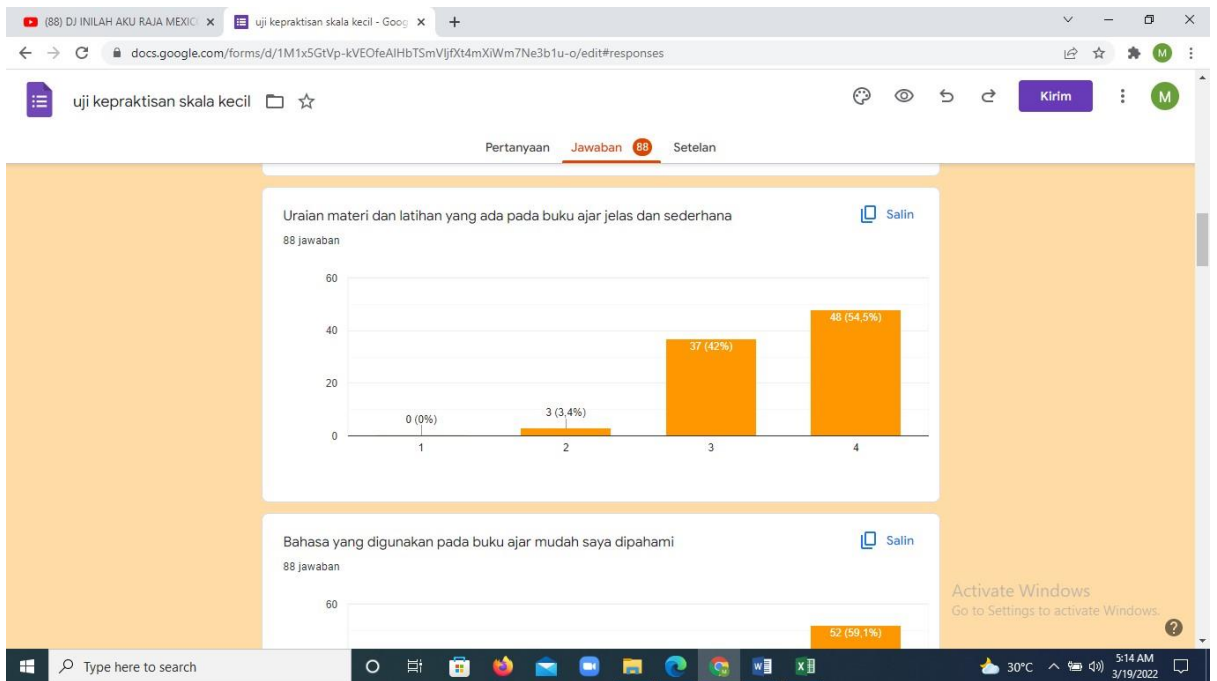 (88) DJ INILAH AKU RAJA MEXIC
uji kepraktisan skala kecil - Goog
docs.google.com/forms/d/1M1x5GtVp-kVEOfeAIHbTSmVIjfXt4mXiWm7Ne3b1u-o/edit#responses
M
uji kepraktisan skala kecil
Kirim
M
Pertanyaan Jawaban 88 Setelan
Uraian materi dan latihan yang ada pada buku ajar jelas dan sederhana
Salin
88 jawaban
60
40
20
0
0 (0%)
3 (3,4%)
37 (42%)
48 (54,5%)
1 2 3 4
Bahasa yang digunakan pada buku ajar mudah saya dipahami
Salin
88 jawaban
60
52 (59,1%)
Activate Windows
Go to Settings to activate Windows.
Type here to search
30°C
5:14 AM
3/19/2022